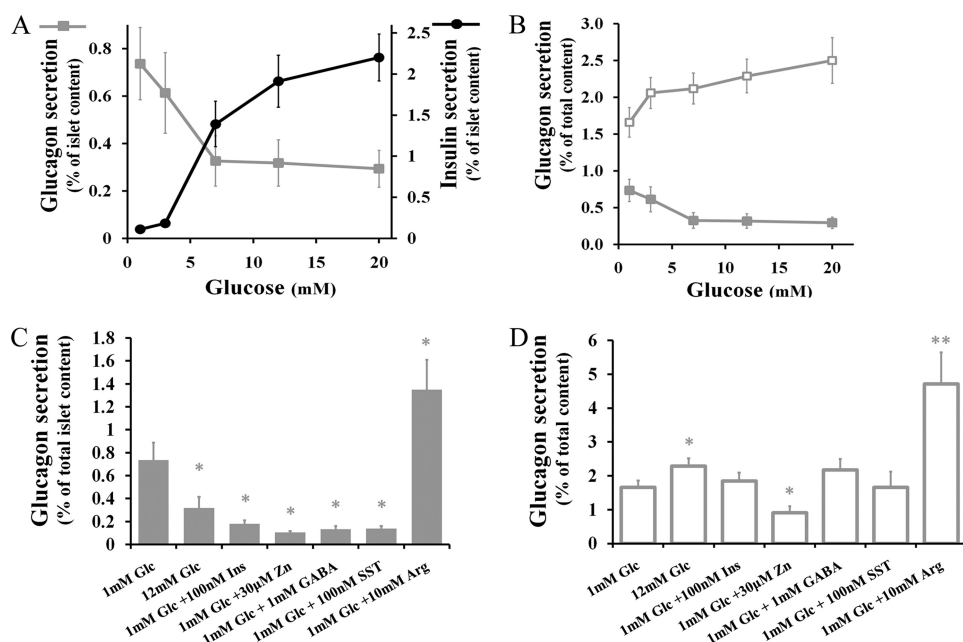 A
Glucagon secretion
(% of islet content)
0.8
0.6
0.4
0.2
0
2.5
2
1.5
1
0.5
0
Insulin secretion
(% of islet content)
0 5 10 15 20
Glucose (mM)
B
Glucagon secretion
(% of total content)
3.0
2.5
2.0
1.5
1.0
0.5
0.0
0 5 10 15 20
Glucose (mM)
C
Glucagon secretion
(% of total islet content)
1.8
1.6
1.4
1.2
1
0.8
0.6
0.4
0.2
0
*
*
*
*
*
*
1mM Glc
12mM Glc
1mM Glc +100nM Ins
1mM Glc +30µM Zn
1mM Glc + 1mM GABA
1mM Glc + 100nM SST
1mM Glc +10mM Arg
D
Glucagon secretion
(% of total content)
6
5
4
3
2
1
0
*
*
**
1mM Glc
12mM Glc
1mM Glc +100nM Ins
1mM Glc +30µM Zn
1mM Glc + 1mM GABA
1mM Glc + 100nM SST
1mM Glc +10mM Arg